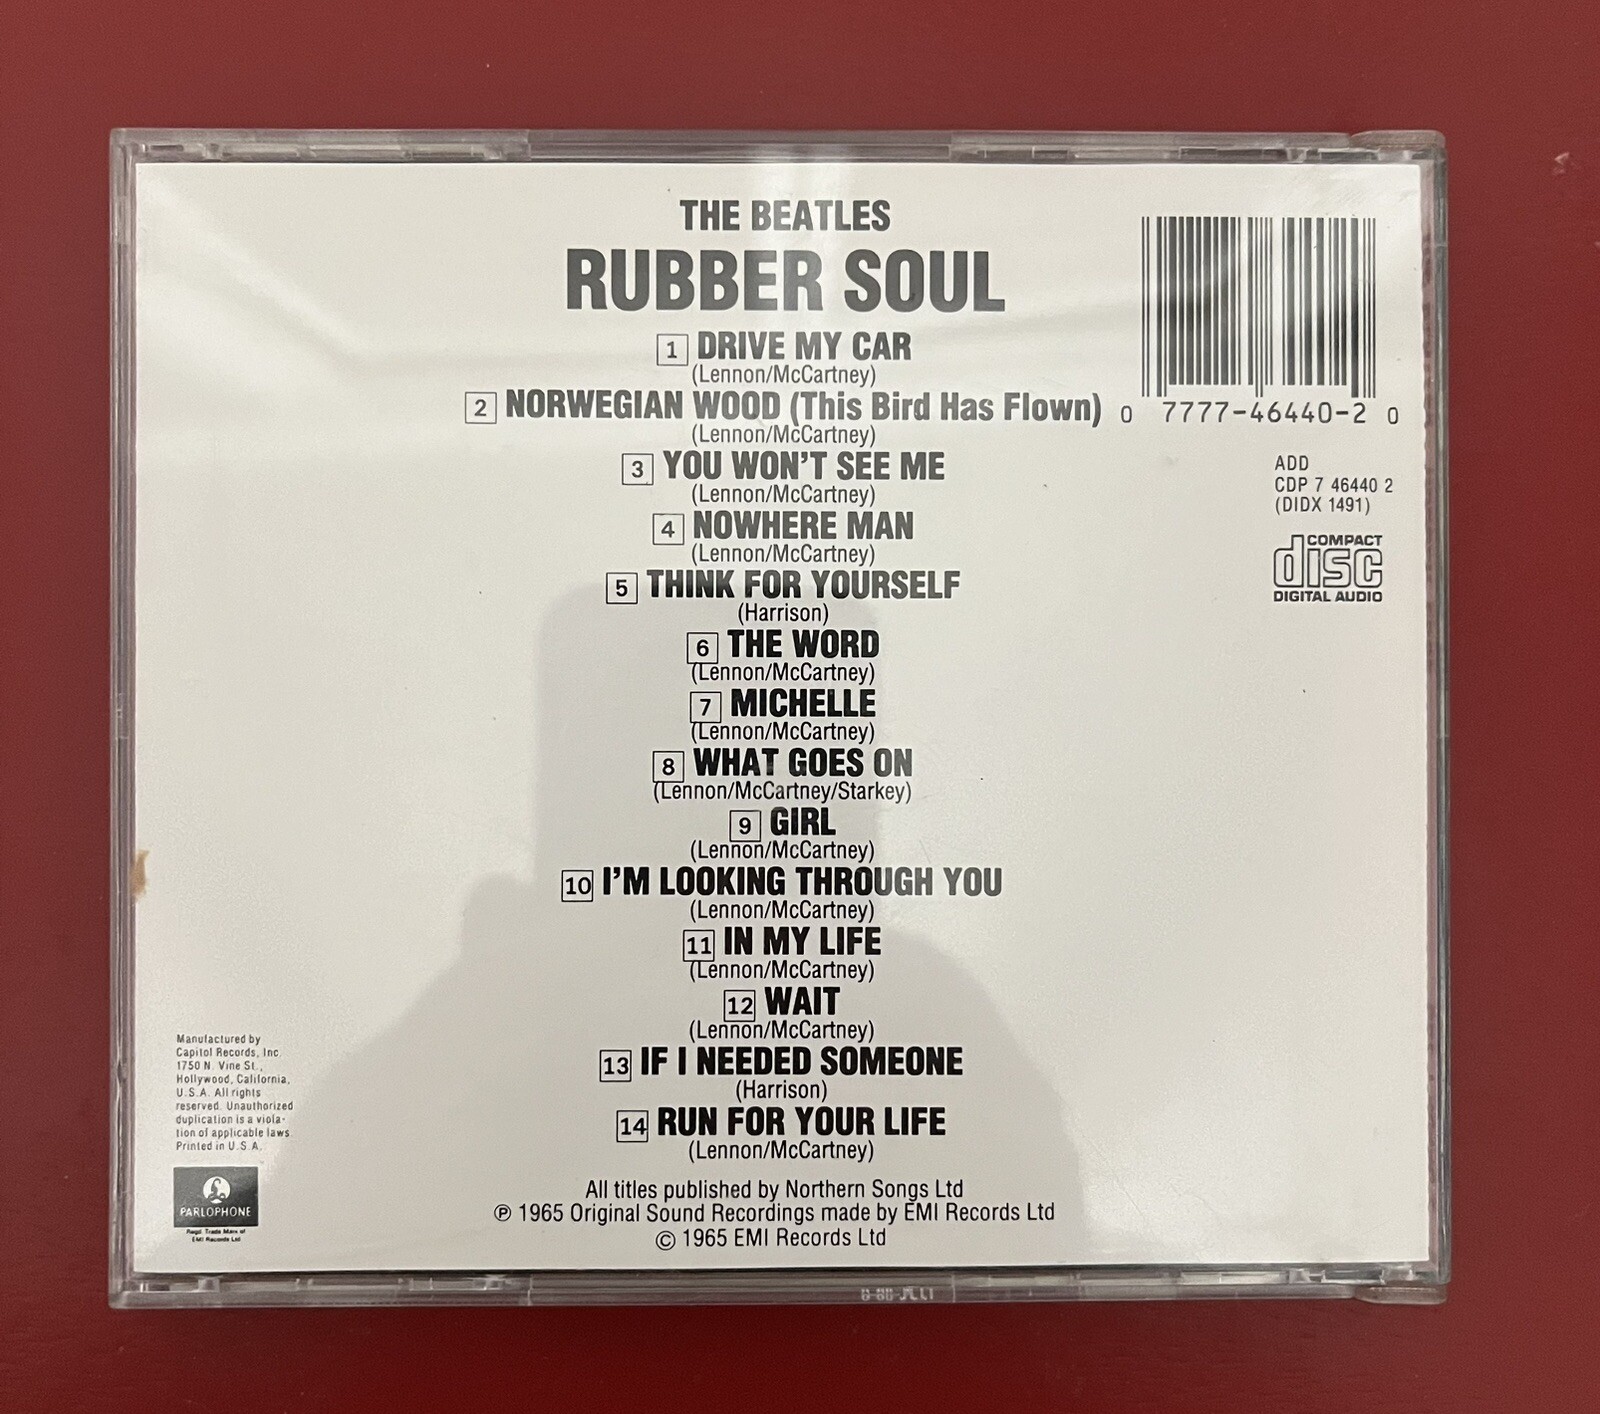 THE BEATLES
RUBBER SOUL
1 DRIVE MY CAR
(Lennon/McCartney)
2 NORWEGIAN WOOD (This Bird Has Flown)
(Lennon/McCartney)
3 YOU WON'T SEE ME
(Lennon/McCartney)
4 NOWHERE MAN
(Lennon/McCartney)
5 THINK FOR YOURSELF
(Harrison)
6 THE WORD
(Lennon/McCartney)
7 MICHELLE
(Lennon/McCartney)
8 WHAT GOES ON
(Lennon/McCartney/Starkey)
9 GIRL
(Lennon/McCartney)
10 I'M LOOKING THROUGH YOU
(Lennon/McCartney)
11 IN MY LIFE
(Lennon/McCartney)
12 WAIT
(Lennon/McCartney)
13 IF I NEEDED SOMEONE
(Harrison)
14 RUN FOR YOUR LIFE
(Lennon/McCartney)
All titles published by Northern Songs Ltd
℗ 1965 Original Sound Recordings made by EMI Records Ltd
© 1965 EMI Records Ltd
0 7777-46440-2 0
ADD
CDP 7 46440 2
(DIDX 1491)
COMPACT
disc
DIGITAL AUDIO
Manufactured by
Capitol Records, Inc.
1750 N. Vine St.,
Hollywood, California,
U.S.A. All rights
reserved. Unauthorized
duplication is a viola-
tion of applicable laws.
Printed in U.S.A.
PARLOPHONE
Regd. Trade Mark of
EMI Records Ltd